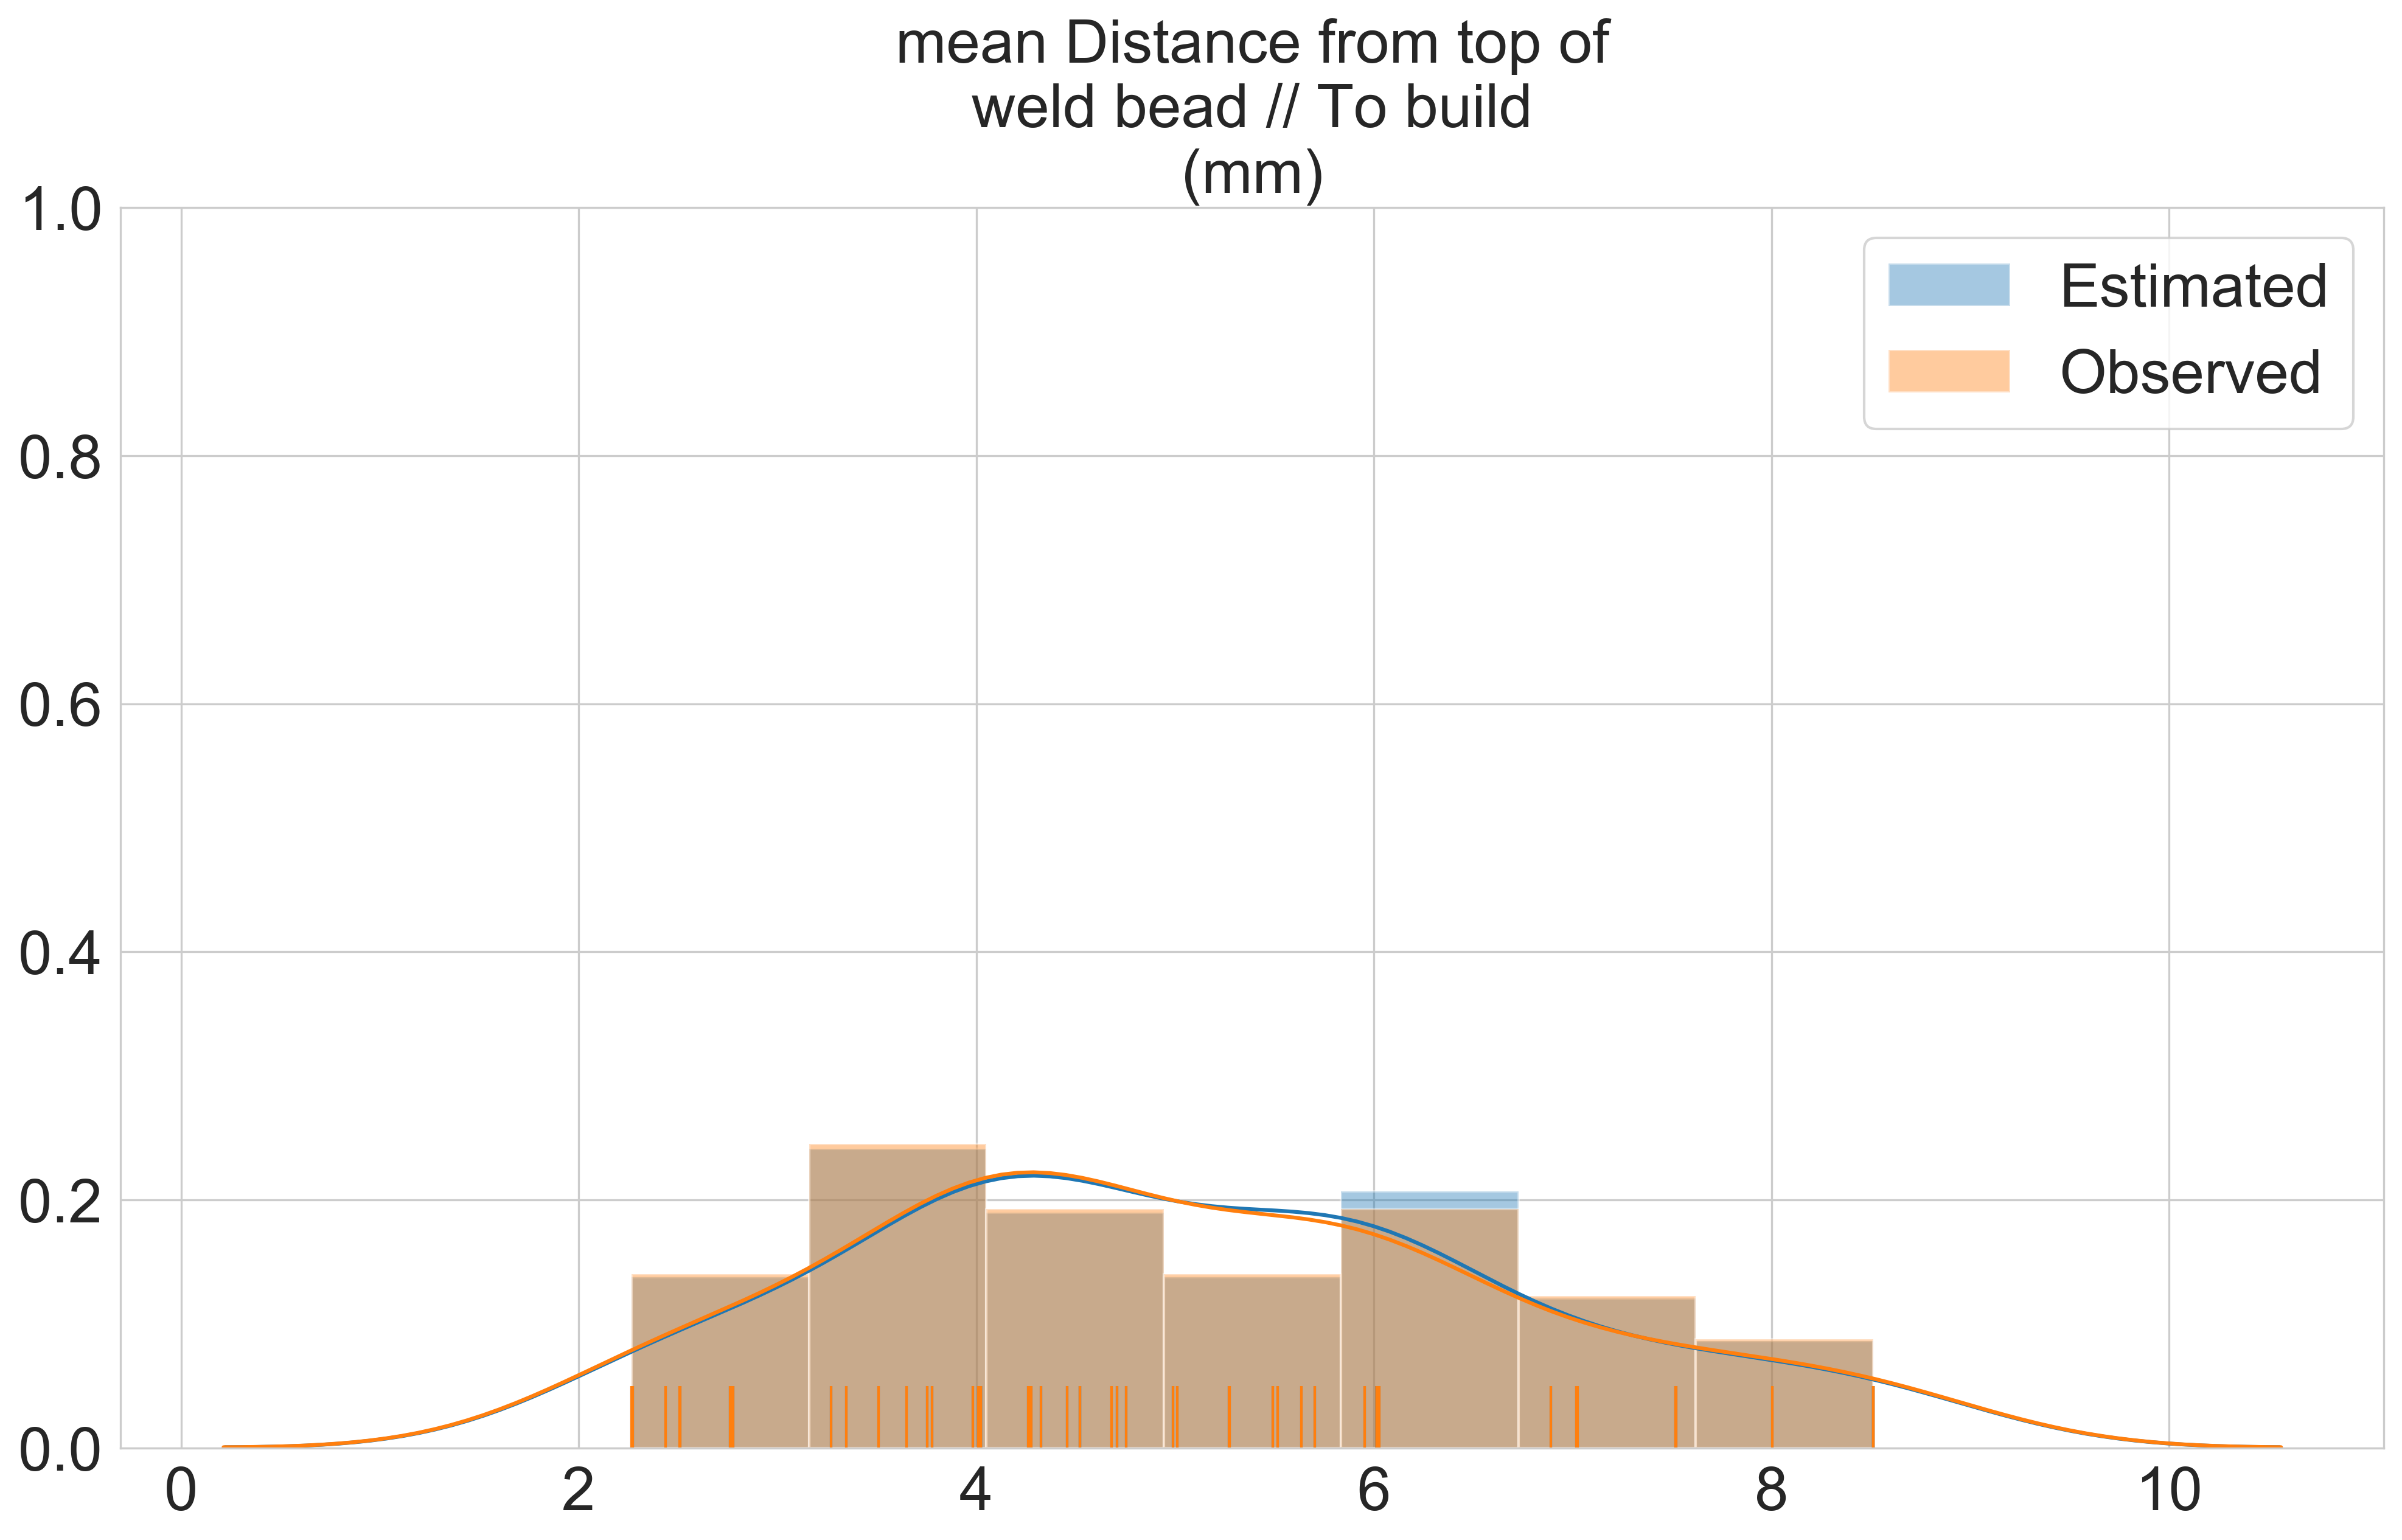 mean Distance from top of
weld bead // To build
(mm)
1.0
0.8
0.6
0.4
0.2
0.0
Estimated
Observed
0 2 4 6 8 10